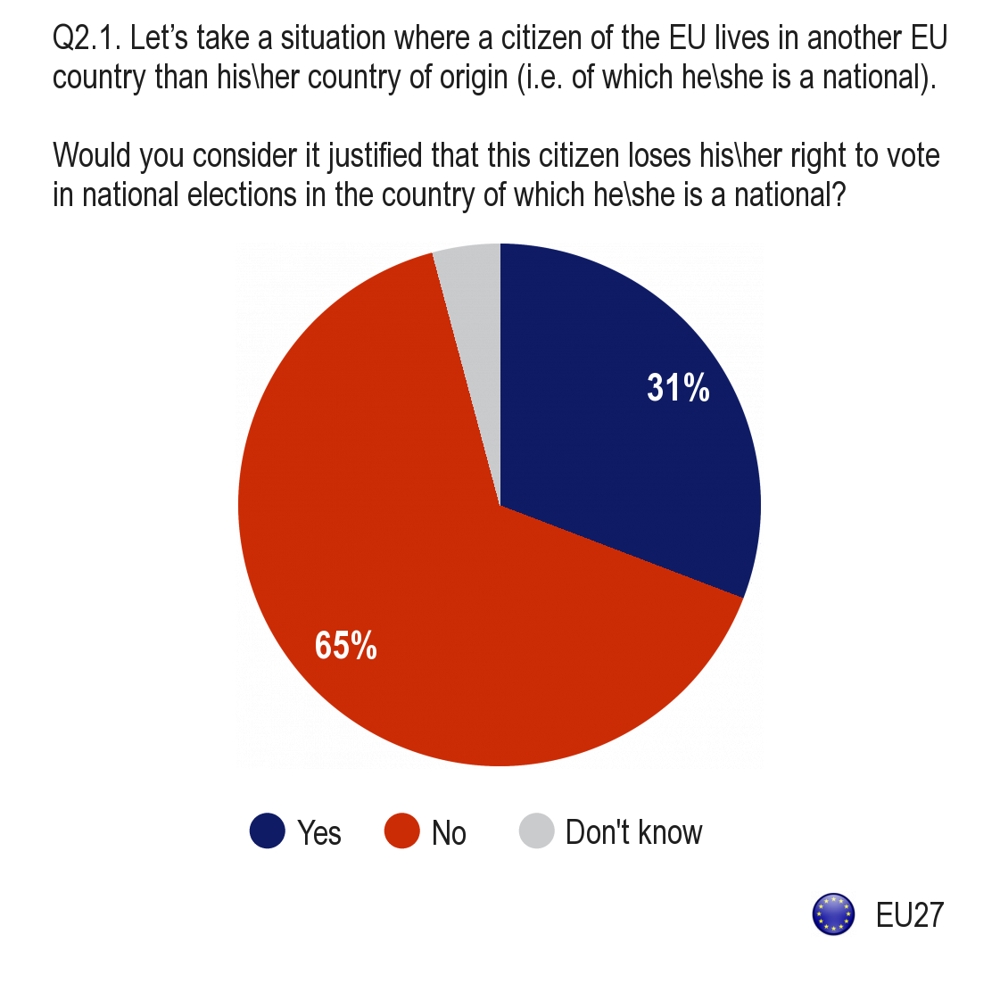 Q2.1. Let’s take a situation where a citizen of the EU lives in another EU
country than his\her country of origin (i.e. of which he\she is a national).
Would you consider it justified that this citizen loses his\her right to vote
in national elections in the country of which he\she is a national?
31%
65%
Yes No Don't know
EU27